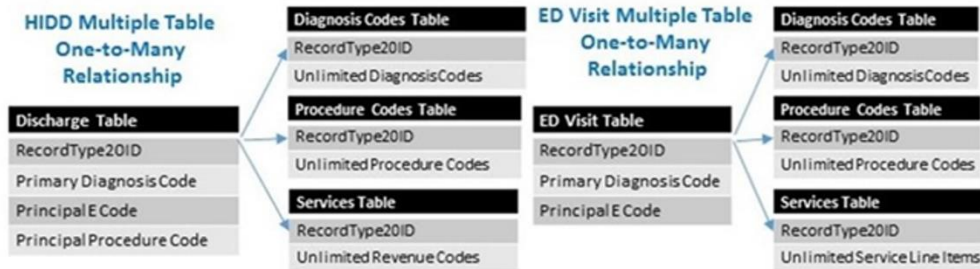 HIDD Multiple Table
One-to-Many
Relationship
Discharge Table
RecordType20ID
Primary Diagnosis Code
Principal E Code
Principal Procedure Code
Diagnosis Codes Table
RecordType20ID
Unlimited Diagnosis Codes
Procedure Codes Table
RecordType20ID
Unlimited Procedure Codes
Services Table
RecordType20ID
Unlimited Revenue Codes
ED Visit Multiple Table
One-to-Many
Relationship
ED Visit Table
RecordType20ID
Primary Diagnosis Code
Principal E Code
Diagnosis Codes Table
RecordType20ID
Unlimited Diagnosis Codes
Procedure Codes Table
RecordType20ID
Unlimited Procedure Codes
Services Table
RecordType20ID
Unlimited Service Line Items